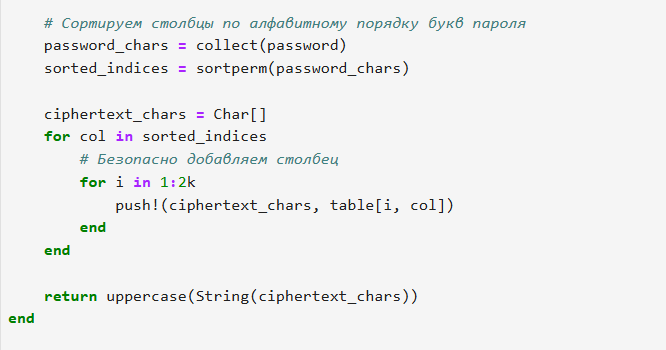 # Сортируем столбцы по алфавитному порядку букв пароля
password_chars = collect(password)
sorted_indices = sortperm(password_chars)
ciphertext_chars = Char[]
for col in sorted_indices
# Безопасно добавляем столбец
for i in 1:2k
push!(ciphertext_chars, table[i, col])
end
end
return uppercase(String(ciphertext_chars))
end